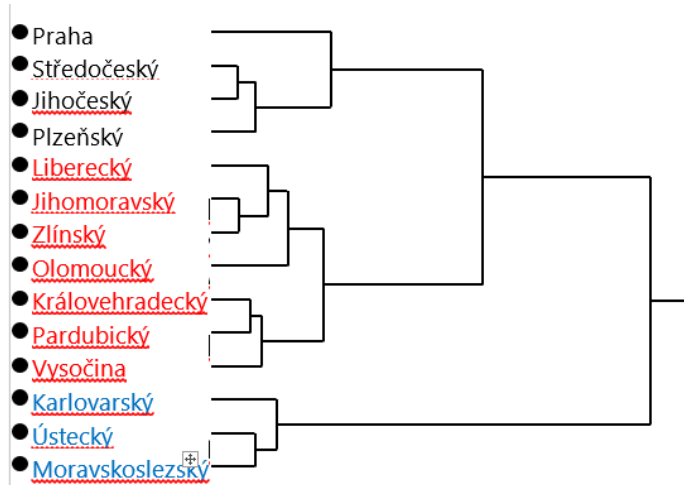 Praha
Středočeský
Jihočeský
Plzeňský
Liberecký
Jihomoravský
Zlínský
Olomoucký
Královehradecký
Pardubický
Vysočina
Karlovarský
Ústecký
Moravskoslezský